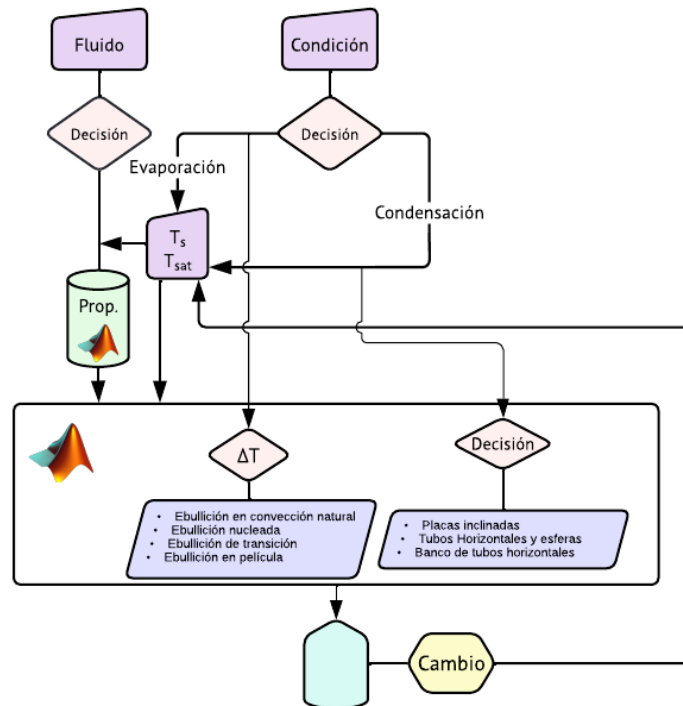 Fluido
Condición
Decisión
Decisión
Evaporación
Condensación
Ts
Tsat
Prop.
ΔT
Decisión
• Ebullición en convección natural
• Ebullición nucleada
• Ebullición de transición
• Ebullición en película
• Placas inclinadas
• Tubos Horizontales y esferas
• Banco de tubos horizontales
Cambio